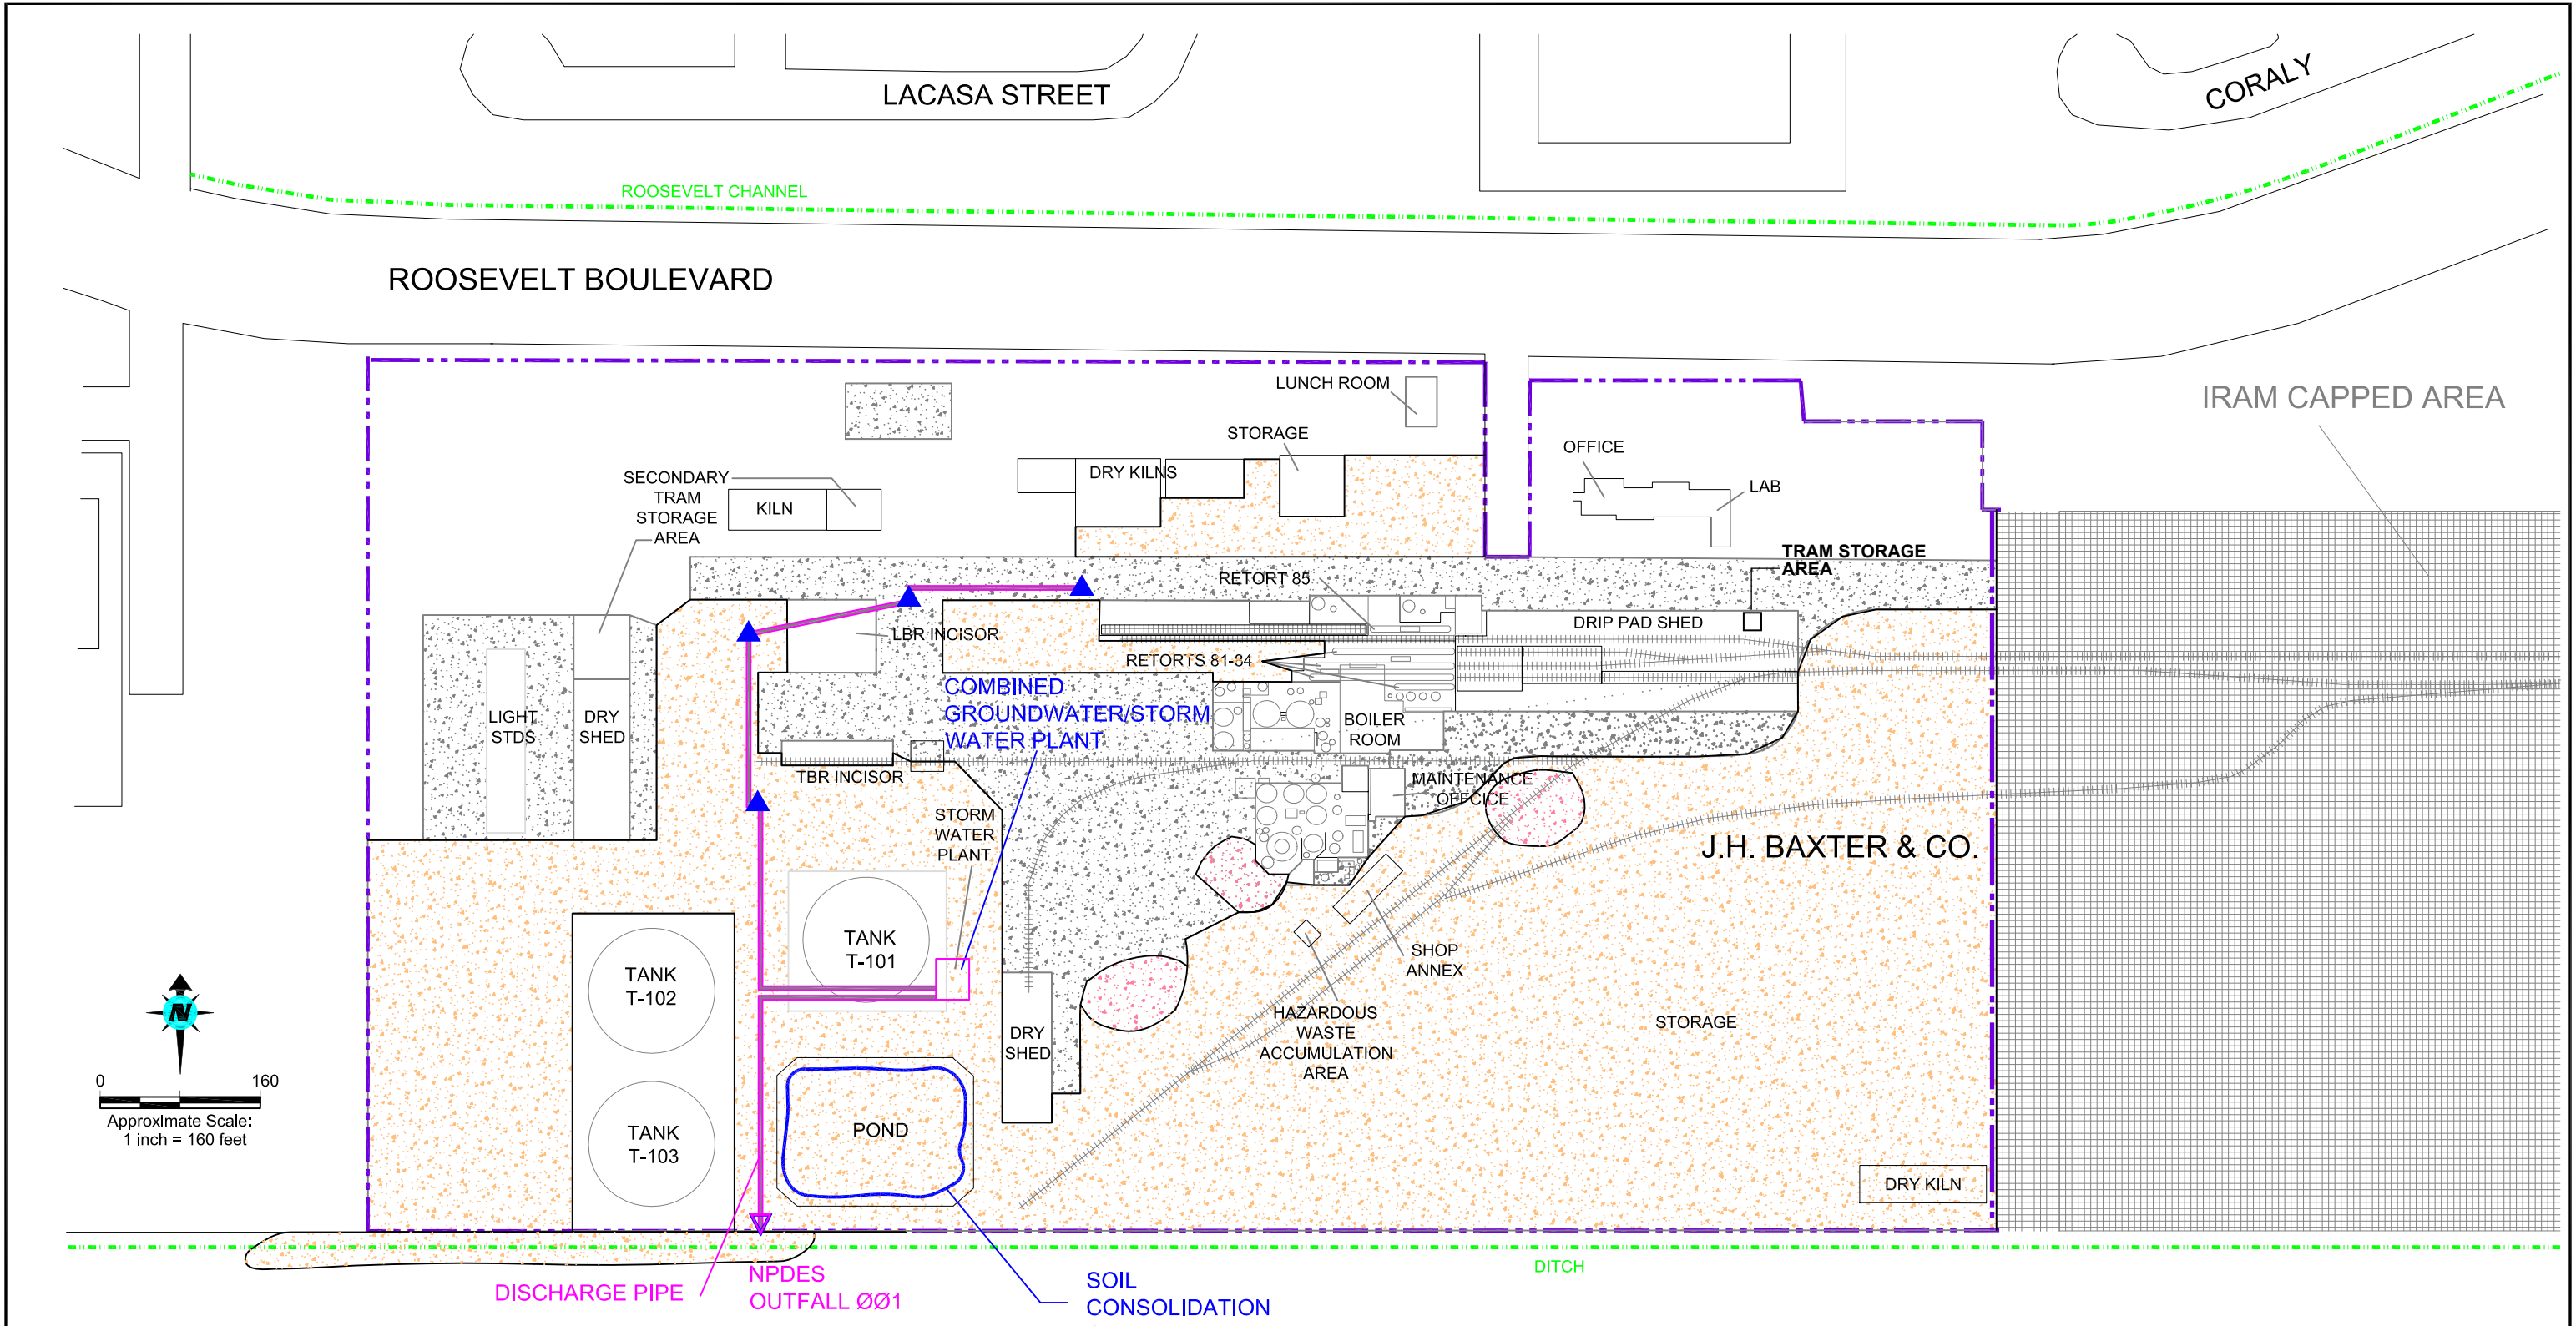 LACASA STREET
CORALY
ROOSEVELT CHANNEL
ROOSEVELT BOULEVARD
IRAM CAPPED AREA
LUNCH ROOM
STORAGE
OFFICE
LAB
DRY KILNS
SECONDARY
TRAM
STORAGE
AREA
KILN
TRAM STORAGE
AREA
RETORT 85
LBR INCISOR
DRIP PAD SHED
RETORTS 81-84
COMBINED
GROUNDWATER/STORM
WATER PLANT
LIGHT
STDS
DRY
SHED
BOILER
ROOM
TBR INCISOR
MAINTENANCE
OFFCICE
STORM
WATER
PLANT
J.H. BAXTER & CO.
TANK
T-101
TANK
T-102
SHOP
ANNEX
HAZARDOUS
WASTE
ACCUMULATION
AREA
STORAGE
DRY
SHED
N
0 160
Approximate Scale:
1 inch = 160 feet
TANK
T-103
POND
DRY KILN
DITCH
DISCHARGE PIPE
NPDES
OUTFALL ØØ1
SOIL
CONSOLIDATION